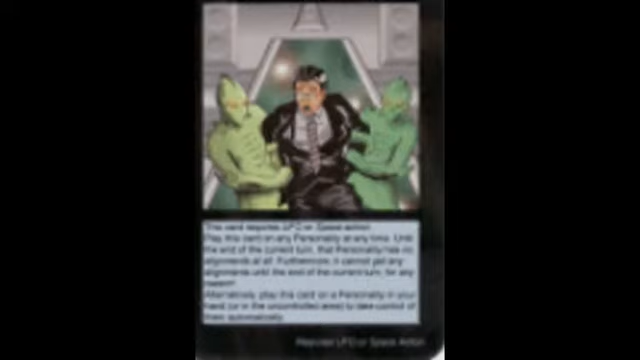 This card requires UFO or Space action.
Play this card on any Personality at any time. Until
the end of the current turn, that Personality has no
alignments at all. Furthermore, it cannot get any
alignments until the end of the current turn, for any
reason!
Alternatively, play this card on a Personality in your
hand (or in the uncontrolled area) to take control of
them automatically.
Requires UFO or Space Action